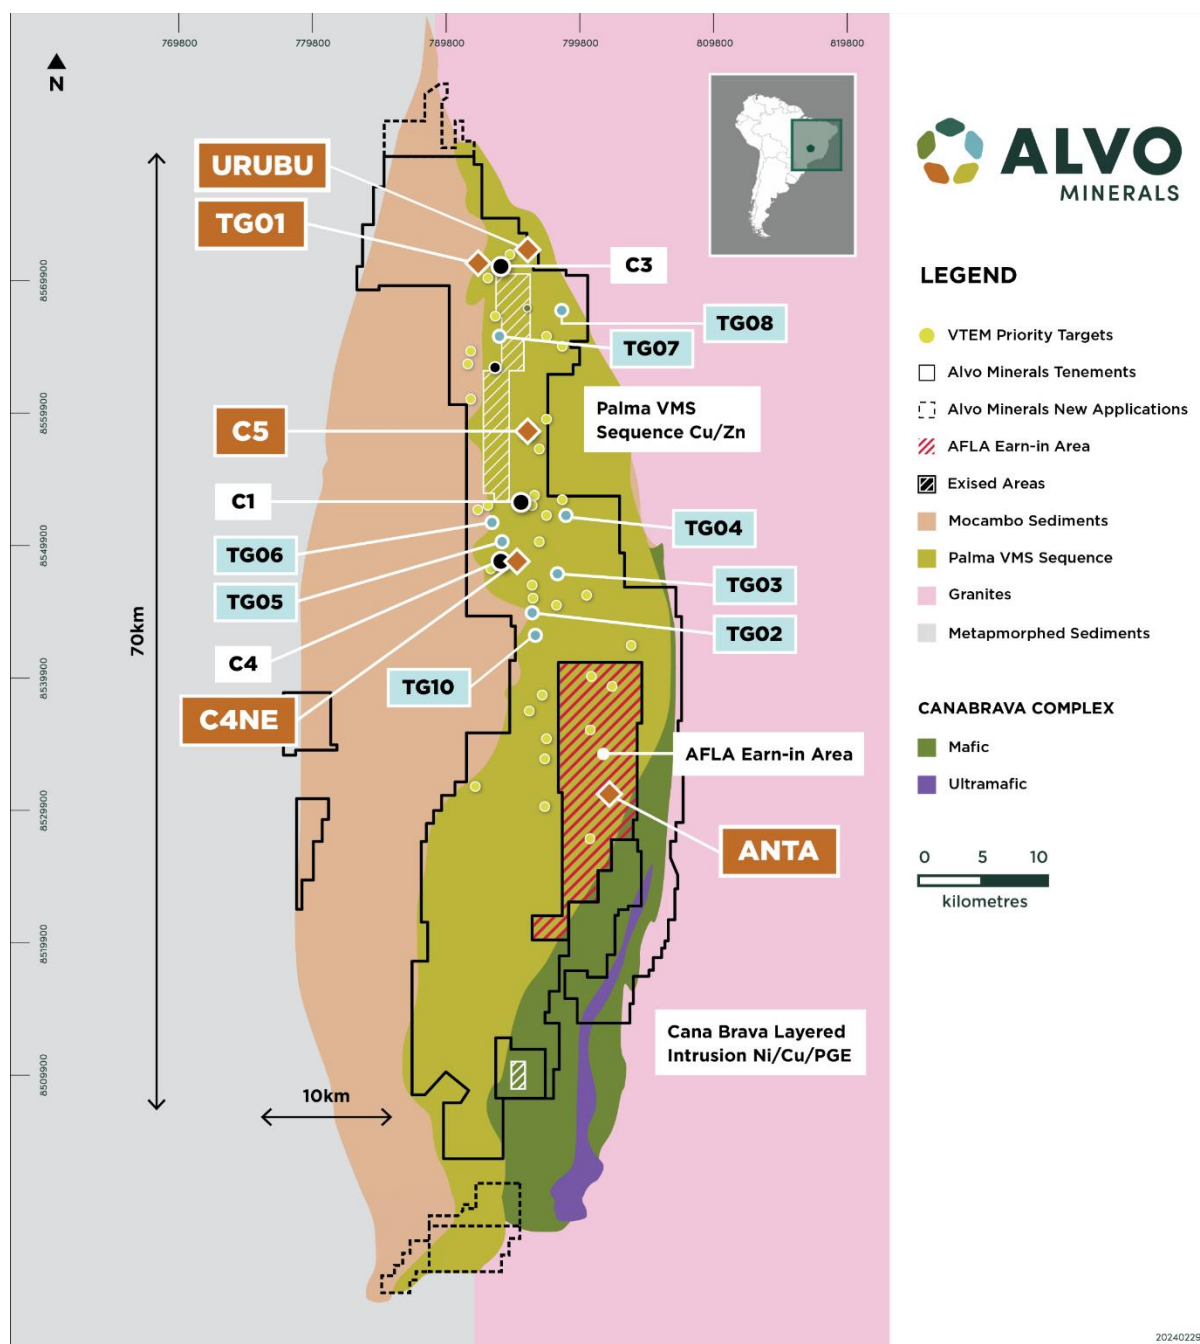 769800
779800
789800
799800
809800
819800
N
8569900
8559900
8549900
8539900
8529900
8519900
8509900
70km
10km
URUBU
TG01
C3
TG08
TG07
C5
Palma VMS
Sequence Cu/Zn
C1
TG04
TG06
TG05
TG03
TG02
C4
TG10
C4NE
AFLA Earn-in Area
ANTA
Cana Brava Layered
Intrusion Ni/Cu/PGE
ALVO
MINERALS
LEGEND
VTEM Priority Targets
Alvo Minerals Tenements
Alvo Minerals New Applications
AFLA Earn-in Area
Exised Areas
Mocambo Sediments
Palma VMS Sequence
Granites
Metapmorphed Sediments
CANABRAVA COMPLEX
Mafic
Ultramafic
0 5 10
kilometres
20240229